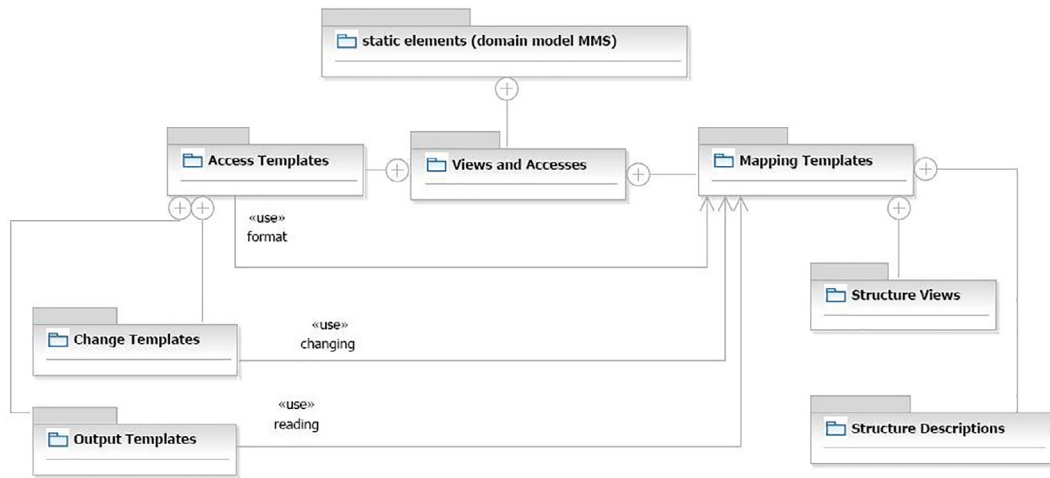 static elements (domain model MMS)
Access Templates
Views and Accesses
Mapping Templates
«use»
format
Structure Views
Change Templates
«use»
changing
«use»
reading
Output Templates
Structure Descriptions